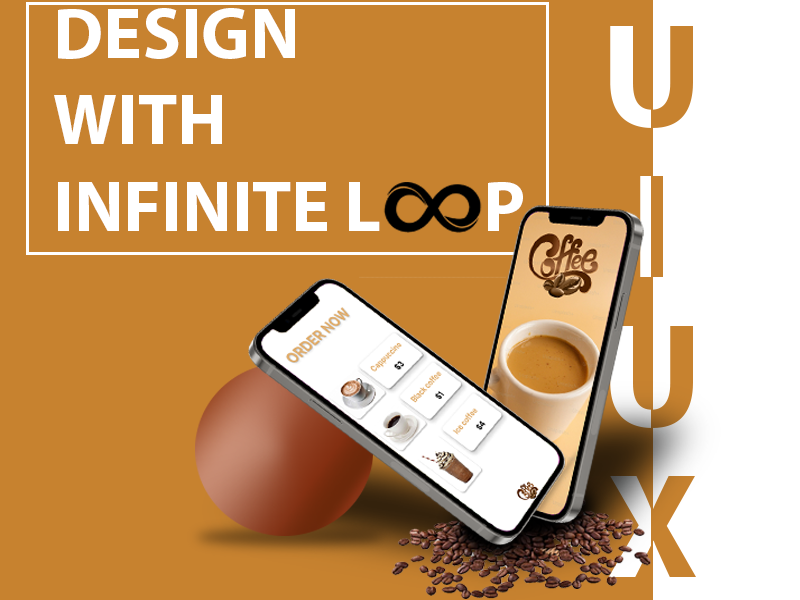 DESIGN
WITH
INFINITE LOOP
U
I
U
X
Coffee
ORDER NOW
Cappuccino
$3
Black coffee
$1
Ice coffee
$4